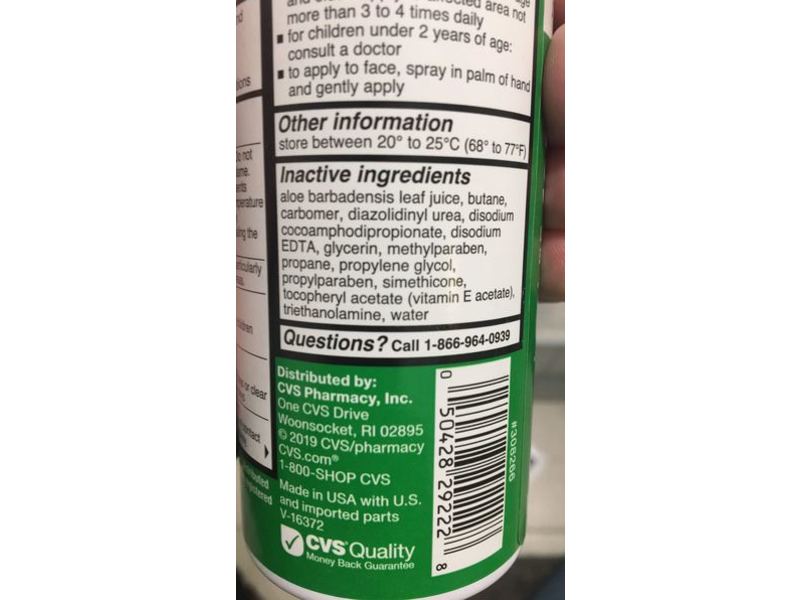 area not
more than 3 to 4 times daily
▪ for children under 2 years of age:
consult a doctor
▪ to apply to face, spray in palm of hand
and gently apply
Other information
store between 20° to 25°C (68° to 77°F)
Inactive ingredients
aloe barbadensis leaf juice, butane,
carbomer, diazolidinyl urea, disodium
cocoamphodipropionate, disodium
EDTA, glycerin, methylparaben,
propane, propylene glycol,
propylparaben, simethicone,
tocopheryl acetate (vitamin E acetate),
triethanolamine, water
Questions? Call 1-866-964-0939
Distributed by:
CVS Pharmacy, Inc.
One CVS Drive
Woonsocket, RI 02895
© 2019 CVS/pharmacy
CVS.com®
1-800-SHOP CVS
Made in USA with U.S.
and imported parts
V-16372
CVS Quality
Money Back Guarantee
0 50428 29222 8
#308266